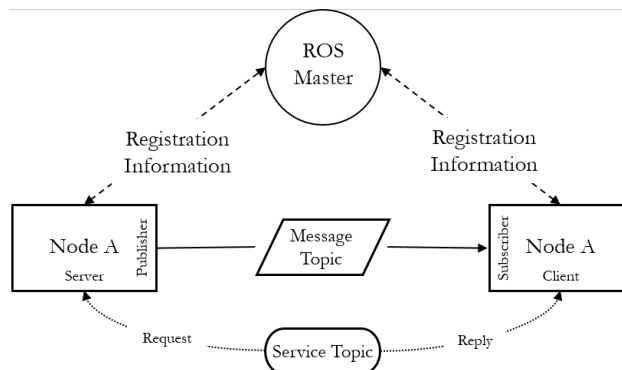 ROS
Master
Registration
Information
Registration
Information
Node A
Publisher
Server
Message
Topic
Subscriber
Node A
Client
Request
Service Topic
Reply